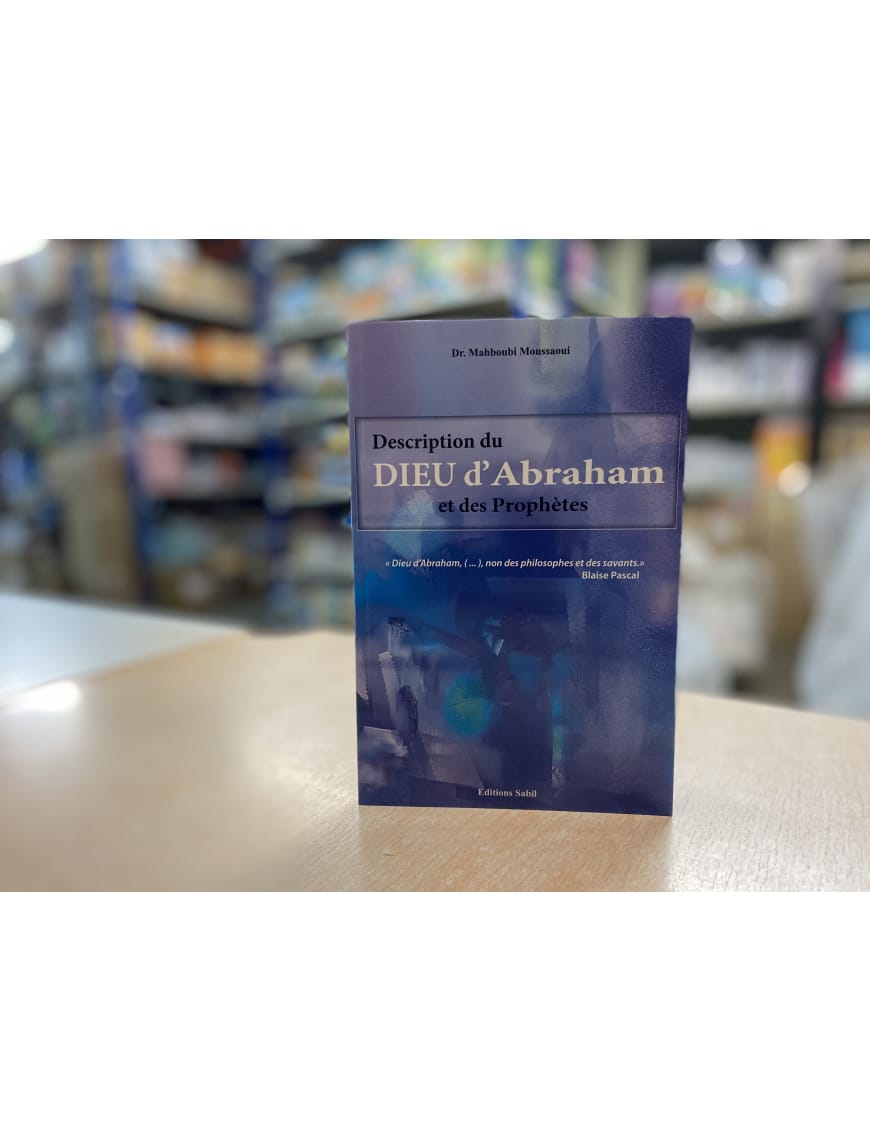 Dr. Mahboubi Moussaoui
Description du
DIEU d'Abraham
et des Prophètes
« Dieu d'Abraham, ( ... ), non des philosophes et des savants.»
Blaise Pascal
Editions Sabil